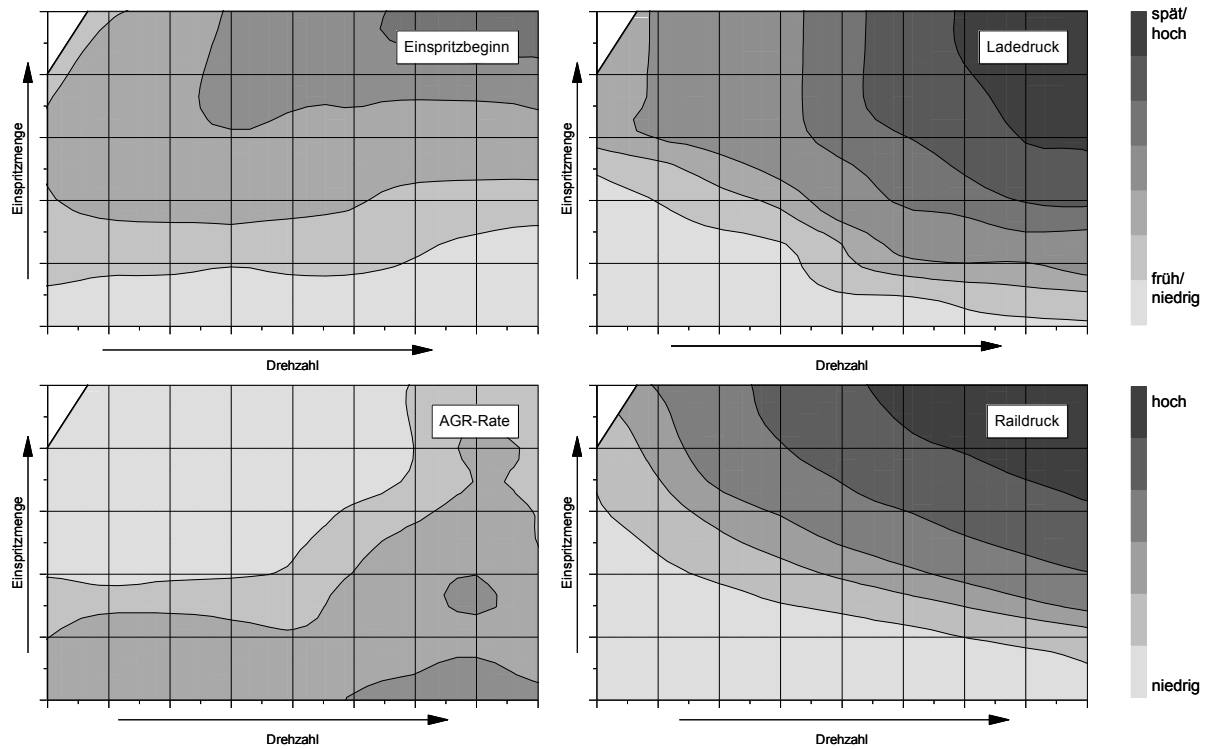 Einspritzbeginn
Einspritzmenge
Drehzahl
Ladedruck
Einspritzmenge
Drehzahl
spät/
hoch
früh/
niedrig
AGR-Rate
Einspritzmenge
Drehzahl
Raildruck
Einspritzmenge
Drehzahl
hoch
niedrig